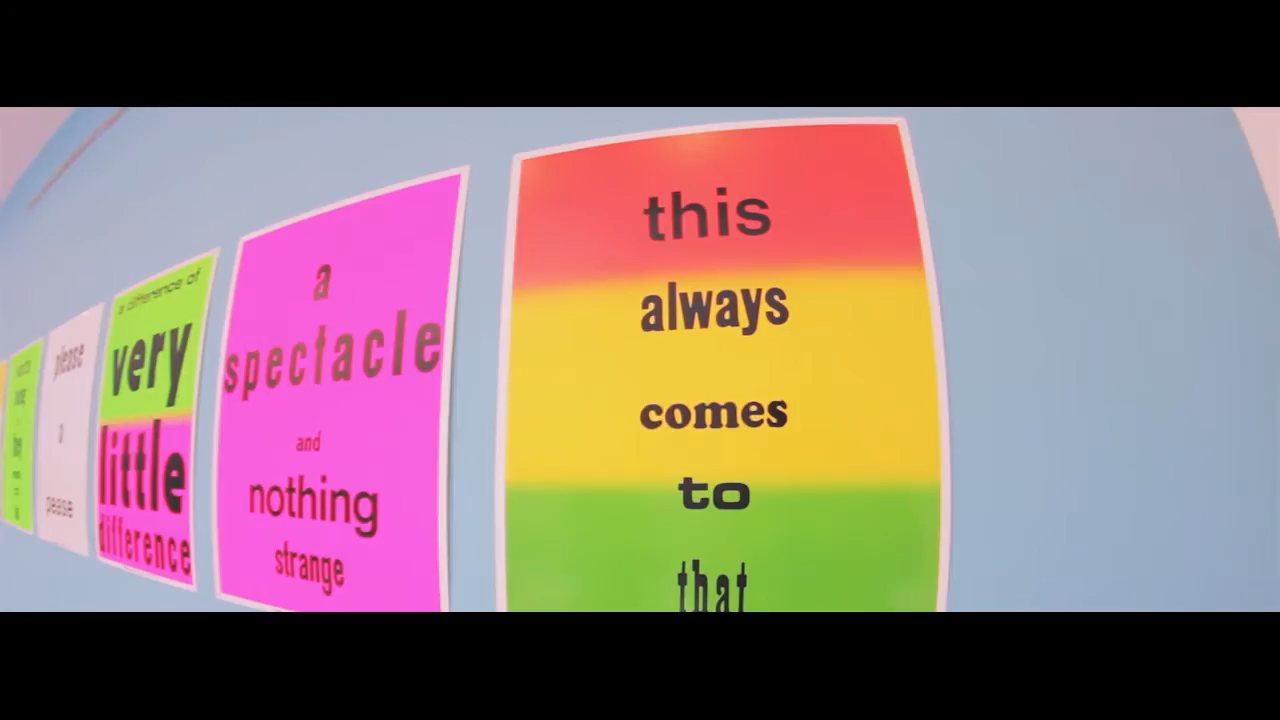 please
a
pease
a difference of
very
little
difference
a
spectacle
and
nothing
strange
this
always
comes
to
that